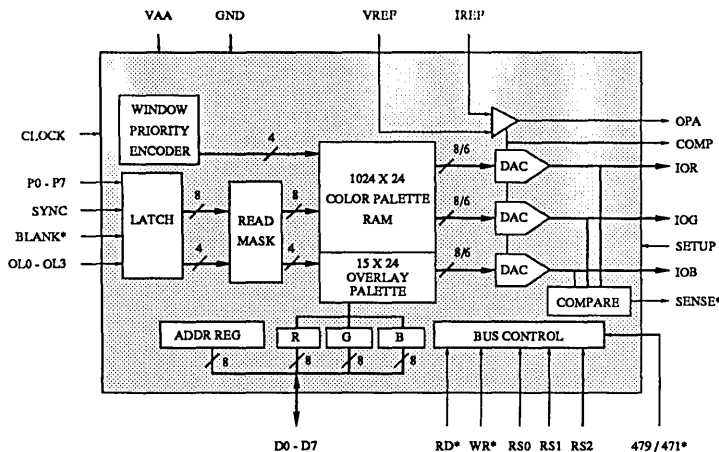 VAA
GND
VREF
IREF
WINDOW
PRIORITY
ENCODER
OPA
CLOCK
4
COMP
8/6
DAC
IOR
1024 X 24
COLOR PALETTE
RAM
P0 - P7
8
8
LATCH
READ
MASK
SYNC
8/6
DAC
IOG
BLANK*
4
4
SETUP
15 X 24
OVERLAY
PALETTE
8/6
DAC
OL0 - OL3
IOB
COMPARE
SENSE*
ADDR REG
R
G
B
BUS CONTROL
8
8
8
8
D0 - D7
RD*
WR*
RS0
RS1
RS2
479 / 471*